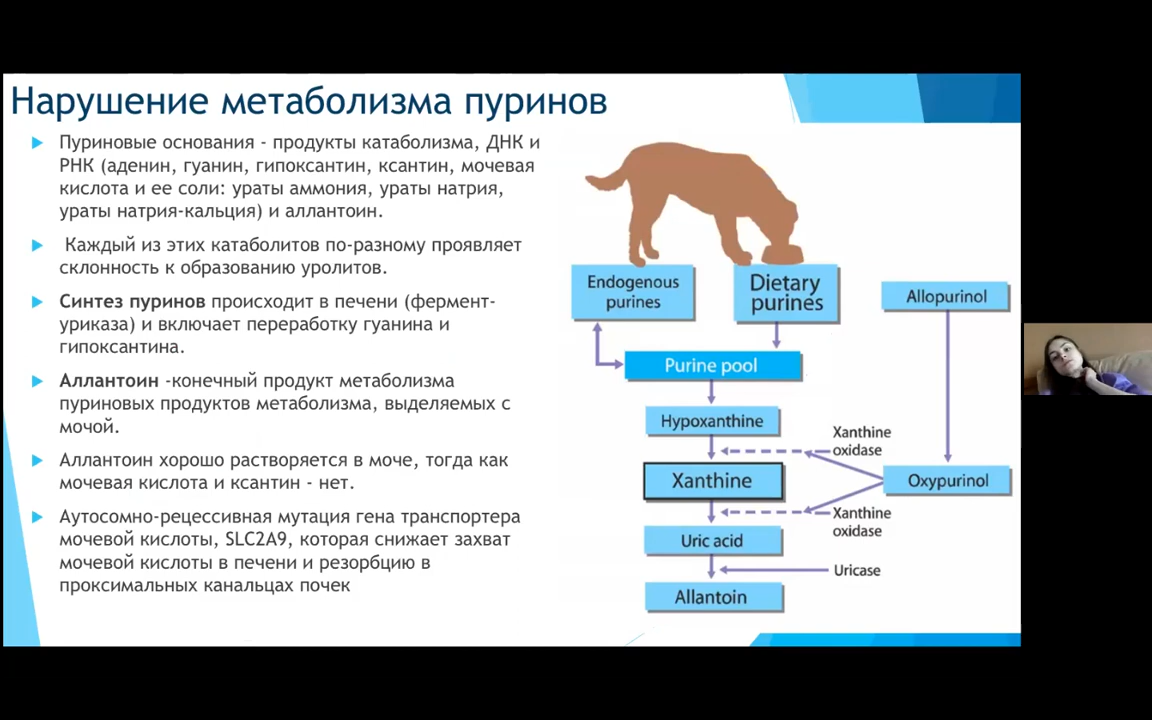 Нарушение метаболизма пуринов
Пуриновые основания - продукты катаболизма, ДНК и
РНК (аденин, гуанин, гипоксантин, ксантин, мочевая
кислота и ее соли: ураты аммония, ураты натрия,
ураты натрия-кальция) и аллантоин.
Каждый из этих катаболитов по-разному проявляет
склонность к образованию уролитов.
Синтез пуринов происходит в печени (фермент-
уриказа) и включает переработку гуанина и
гипоксантина.
Аллантоин -конечный продукт метаболизма
пуриновых продуктов метаболизма, выделяемых с
мочой.
Аллантоин хорошо растворяется в моче, тогда как
мочевая кислота и ксантин - нет.
Аутосомно-рецессивная мутация гена транспортера
мочевой кислоты, SLC2A9, которая снижает захват
мочевой кислоты в печени и резорбцию в
проксимальных канальцах почек
Endogenous
purines
Dietary
purines
Allopurinol
Purine pool
Hypoxanthine
Xanthine
oxidase
Xanthine
Oxypurinol
Xanthine
oxidase
Uric acid
Uricase
Allantoin